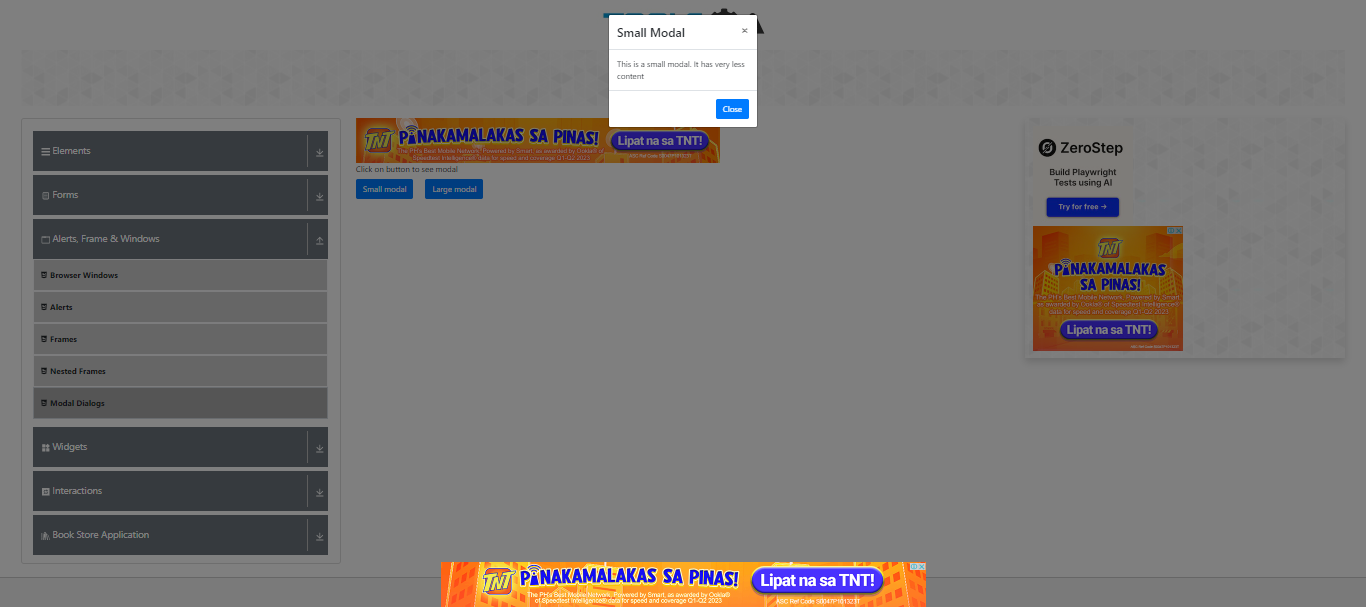 Small Modal
×
This is a small modal. It has very less
content
Close
Elements
Forms
Alerts, Frame & Windows
Browser Windows
Alerts
Frames
Nested Frames
Modal Dialogs
Widgets
Interactions
Book Store Application
TNT
PINAKAMALAKAS SA PINAS!
Lipat na sa TNT!
The PH's Best Mobile Network. Powered by Smart, as awarded by Ookla® of
Speedtest Intelligence® data for speed and coverage Q1-Q2 2023
Click on button to see modal
Small modal
Large modal
ZeroStep
Build Playwright
Tests using AI
Try for free →
TNT
PINAKAMALAKAS
SA PINAS!
The PH's Best Mobile Network. Powered by Smart,
as awarded by Ookla® of Speedtest Intelligence®
data for speed and coverage Q1-Q2 2023
Lipat na sa TNT!
TNT
PINAKAMALAKAS SA PINAS!
Lipat na sa TNT!
The PH's Best Mobile Network. Powered by Smart, as awarded by Ookla®
of Speedtest Intelligence® data for speed and coverage Q1-Q2 2023